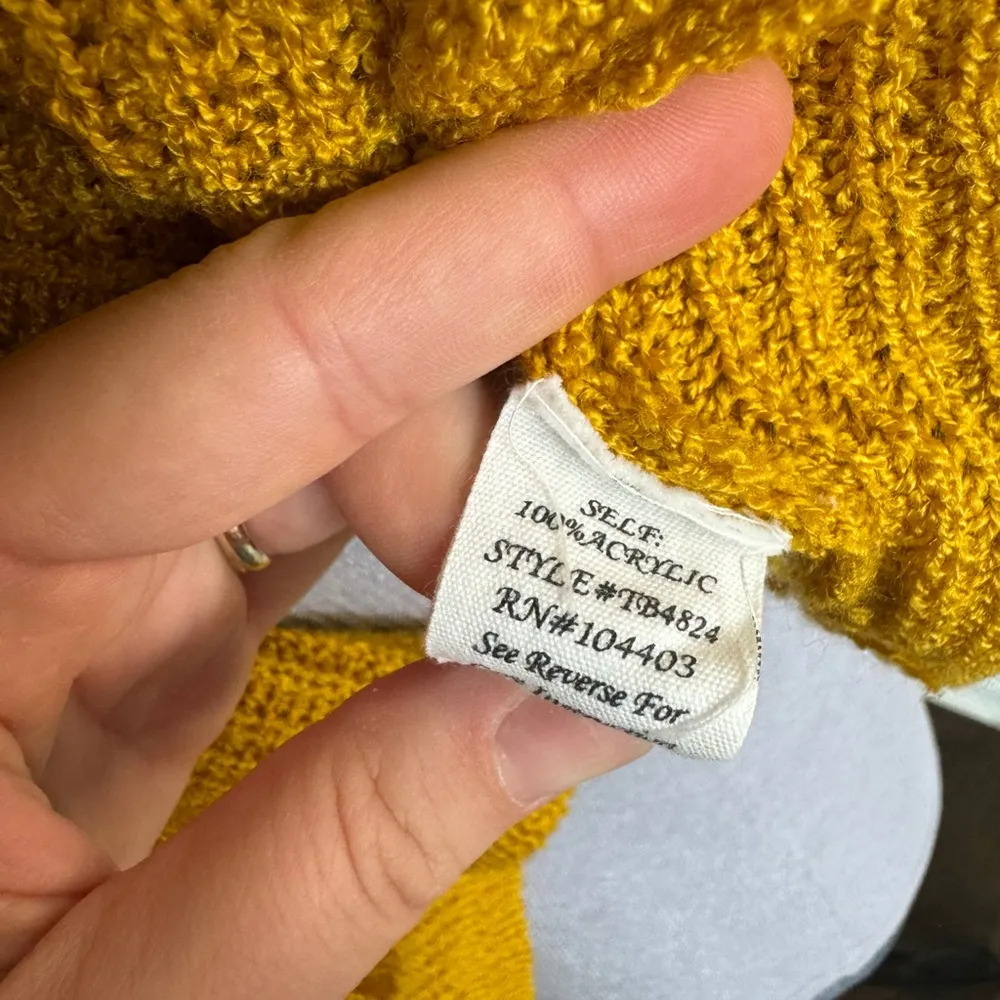 SELF:
100%ACRYLIC
STYLE#TB4824
RN#104403
See Reverse For